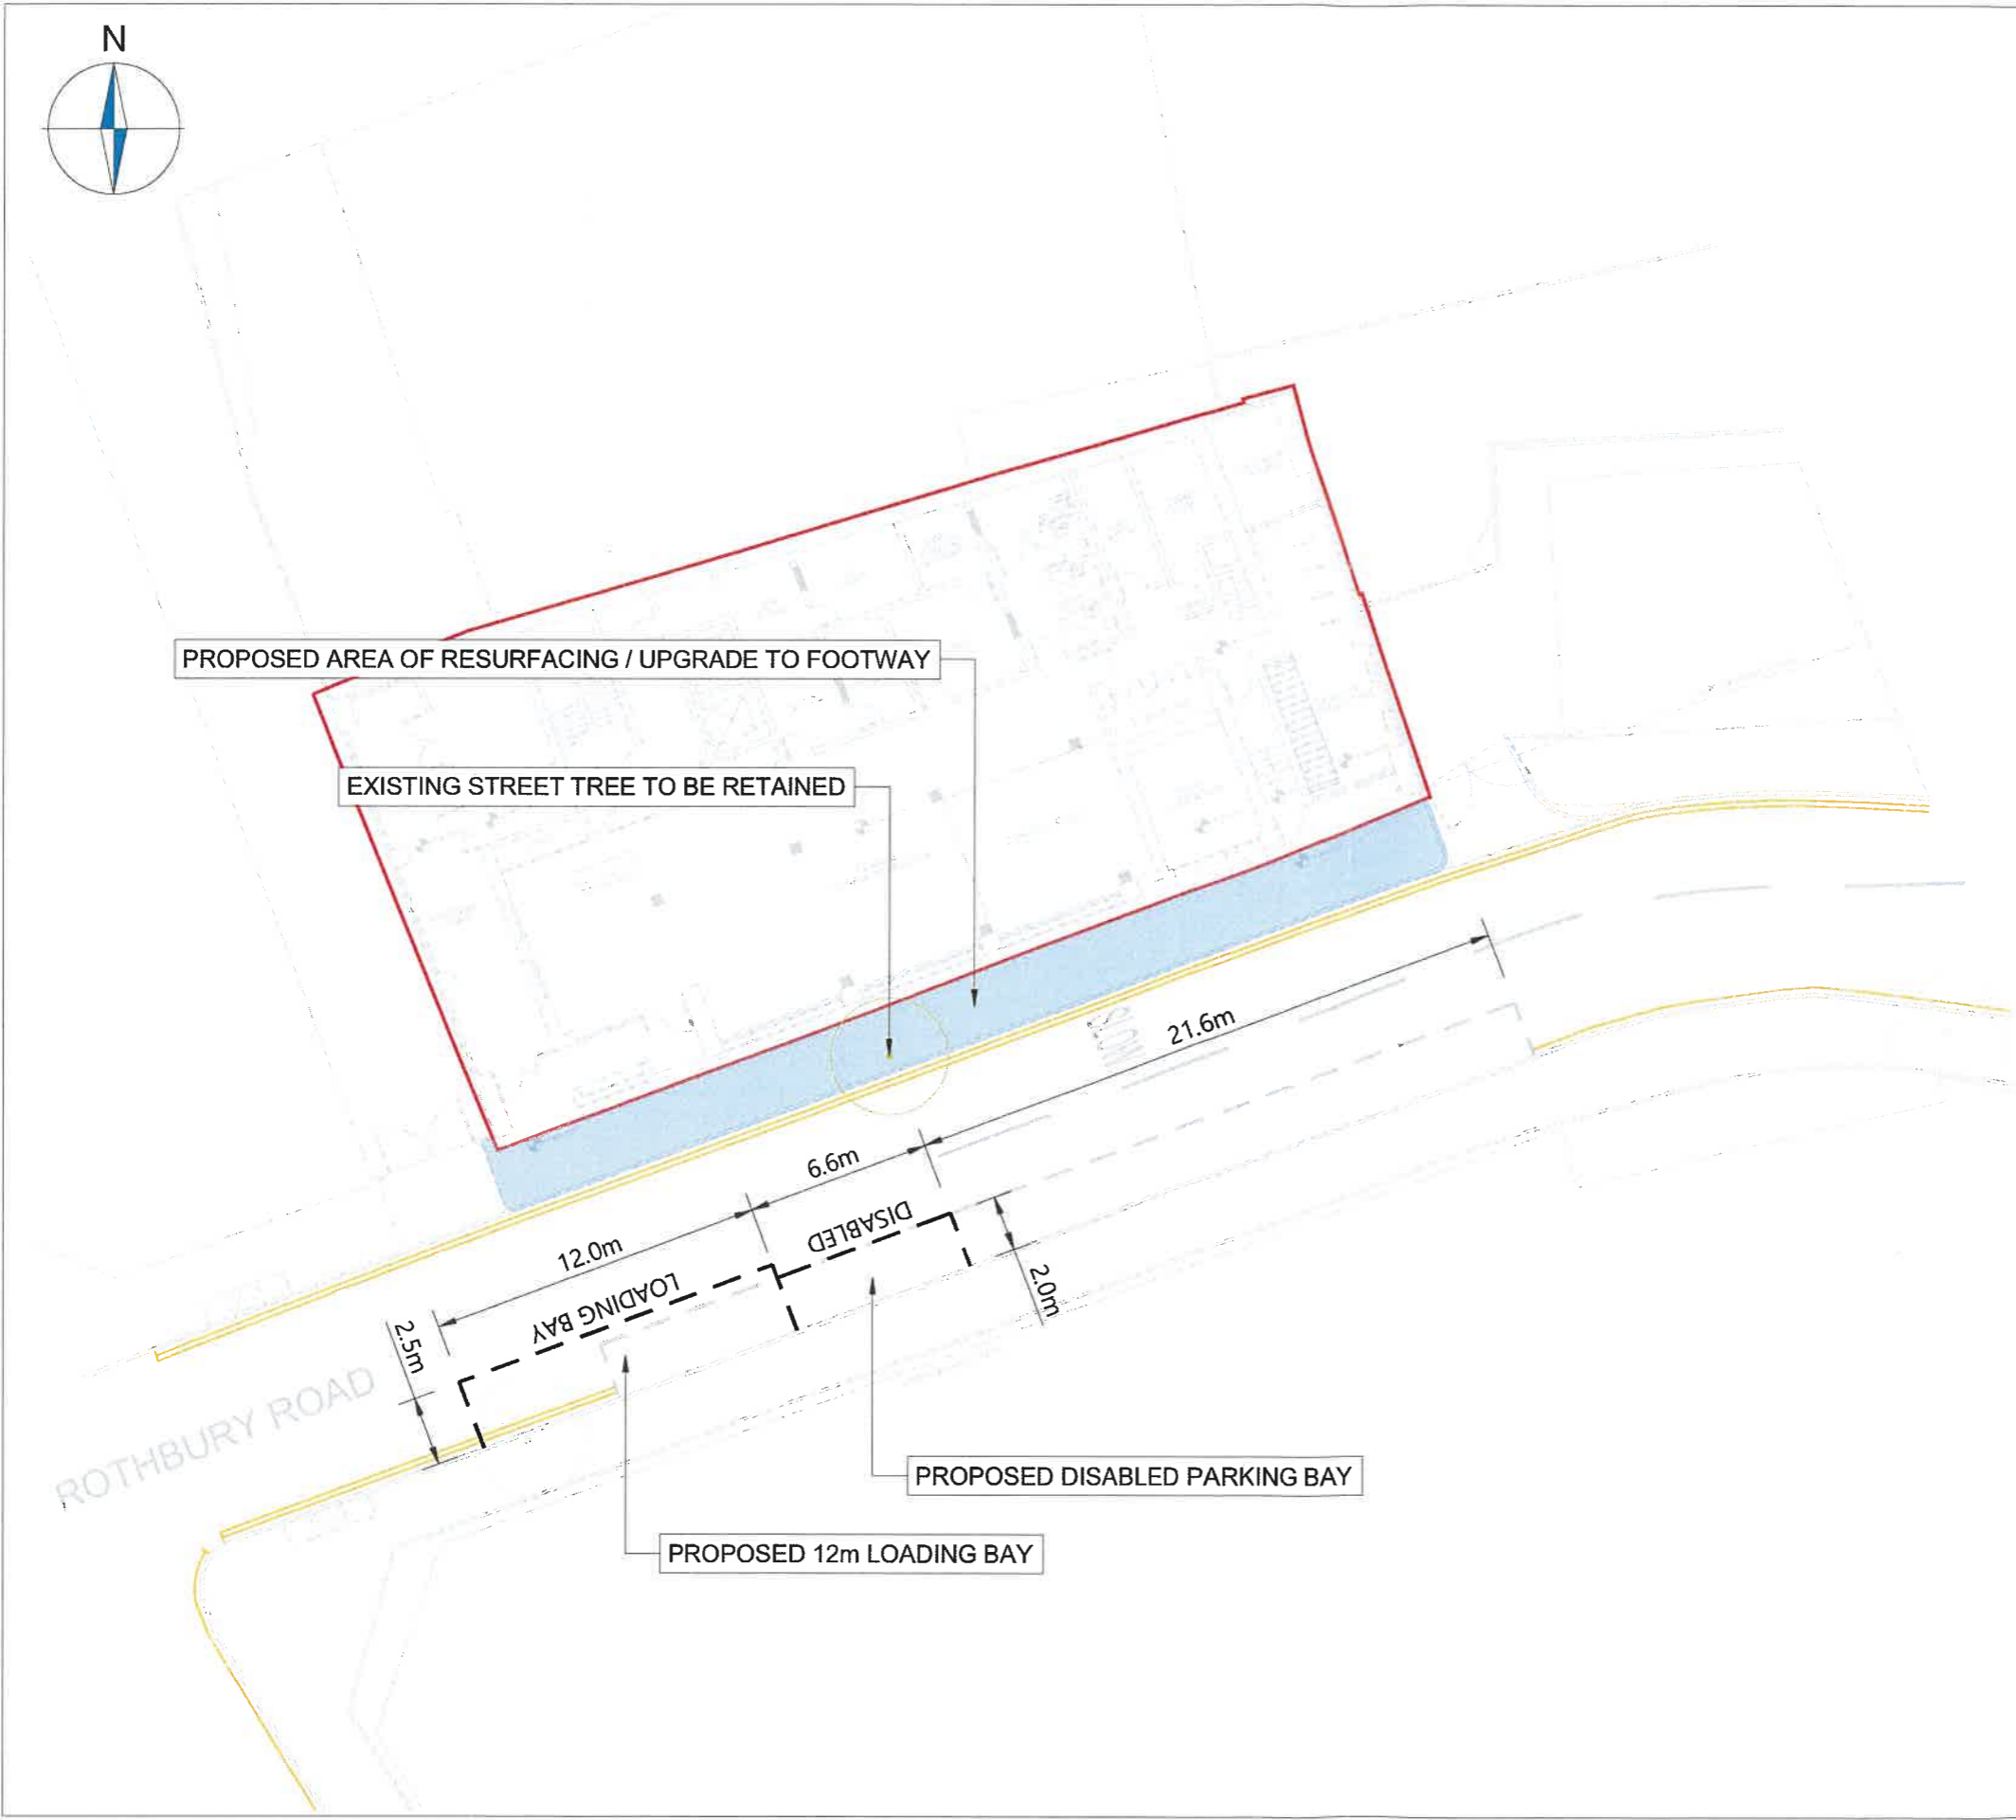 N
PROPOSED AREA OF RESURFACING / UPGRADE TO FOOTWAY
EXISTING STREET TREE TO BE RETAINED
SLOW
21.6m
6.6m
DISABLED
12.0m
LOADING BAY
2.0m
2.5m
ROTHBURY ROAD
PROPOSED DISABLED PARKING BAY
PROPOSED 12m LOADING BAY